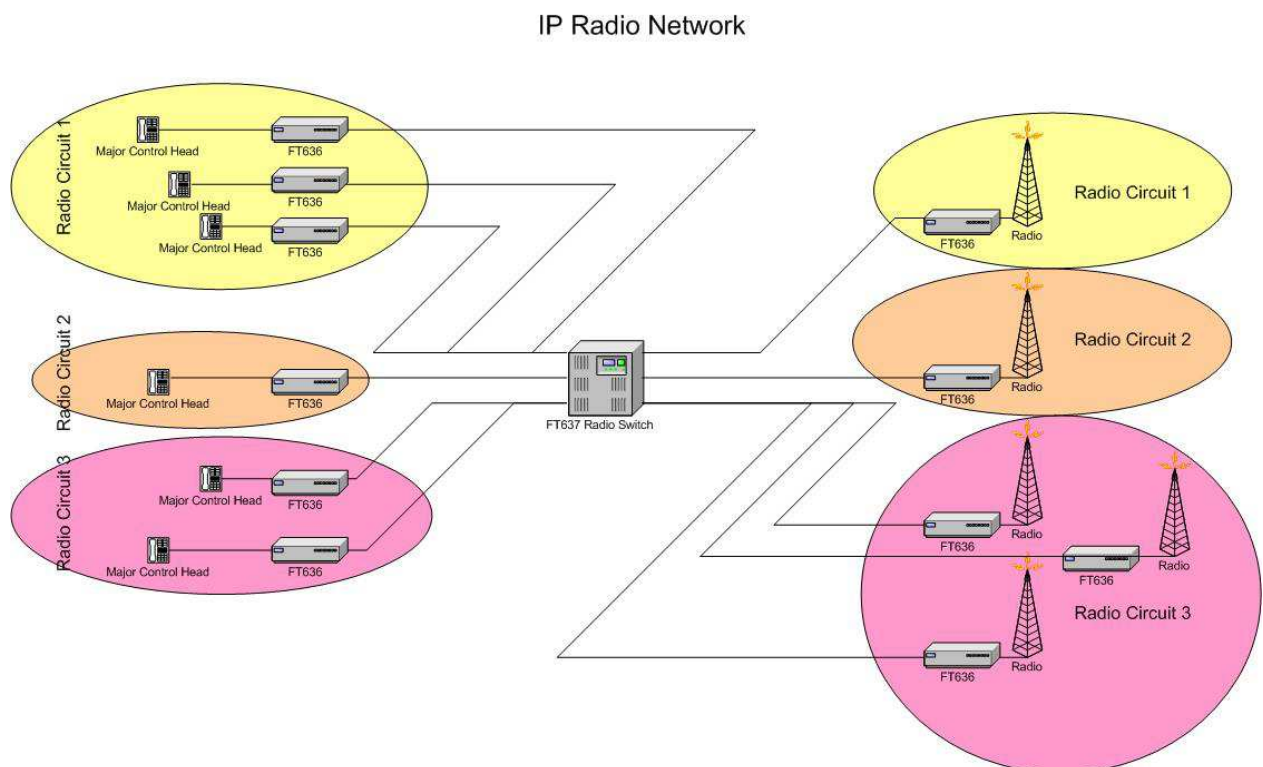 IP Radio Network
Radio Circuit 1
Major Control Head
FT636
Major Control Head
FT636
Major Control Head
FT636
Radio Circuit 2
Major Control Head
FT636
Radio Circuit 3
Major Control Head
FT636
Major Control Head
FT636
FT637 Radio Switch
Radio Circuit 1
FT636
Radio
Radio Circuit 2
FT636
Radio
Radio Circuit 3
FT636
Radio
FT636
Radio
FT636
Radio